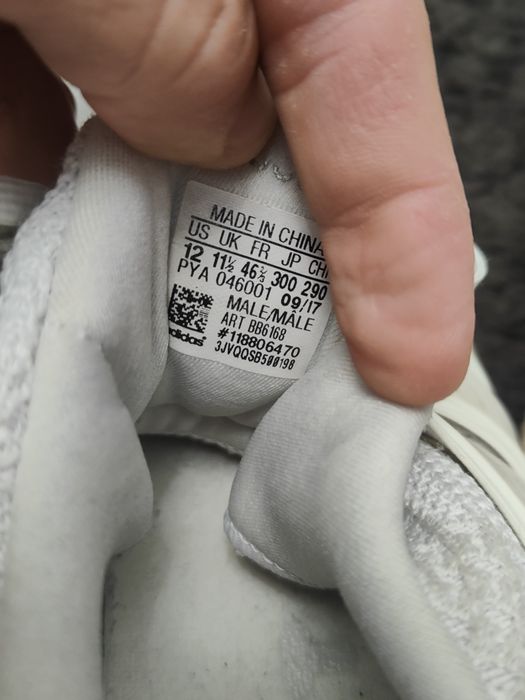 MADE IN CHINA
US UK FR JP CH
12 11½ 46⅔ 300 290
PYA 046001 09/17
MALE/MÂLE
ART BB6168
#118806470
adidas
3JVQQSB500198